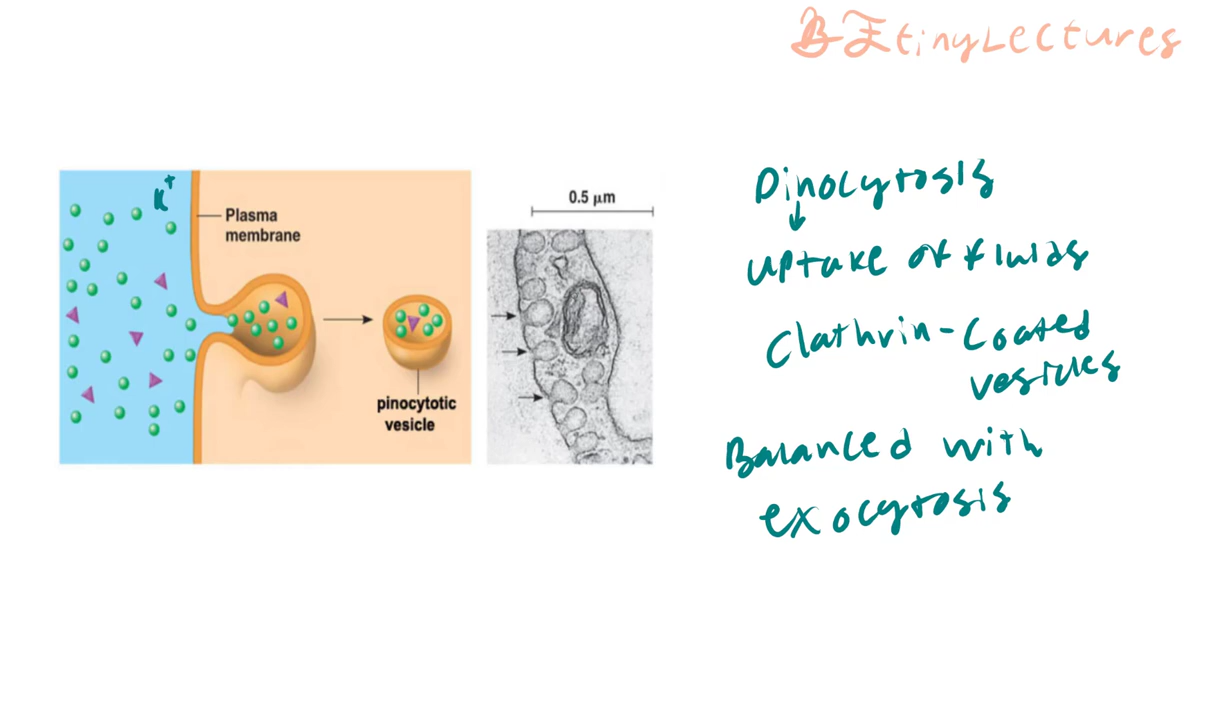 tinyLectures
K+
Plasma
membrane
pinocytotic
vesicle
0.5 μm
Pinocytosis
↓
uptake of fluids
Clathrin-coated
vesicles
Balanced with
exocytosis